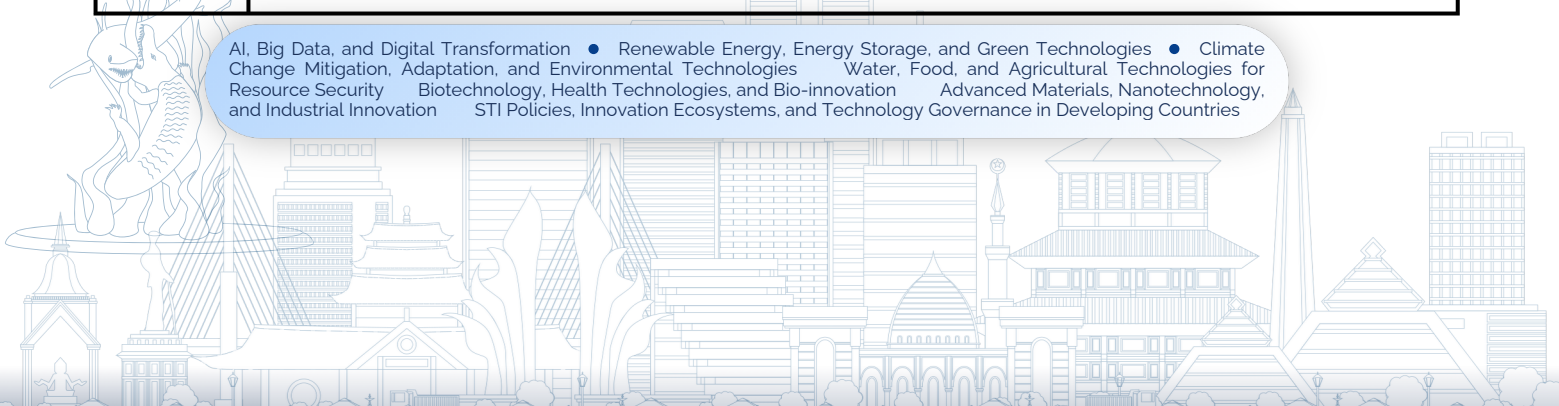 AI, Big Data, and Digital Transformation ● Renewable Energy, Energy Storage, and Green Technologies ● Climate
Change Mitigation, Adaptation, and Environmental Technologies Water, Food, and Agricultural Technologies for
Resource Security Biotechnology, Health Technologies, and Bio-innovation Advanced Materials, Nanotechnology,
and Industrial Innovation STI Policies, Innovation Ecosystems, and Technology Governance in Developing Countries